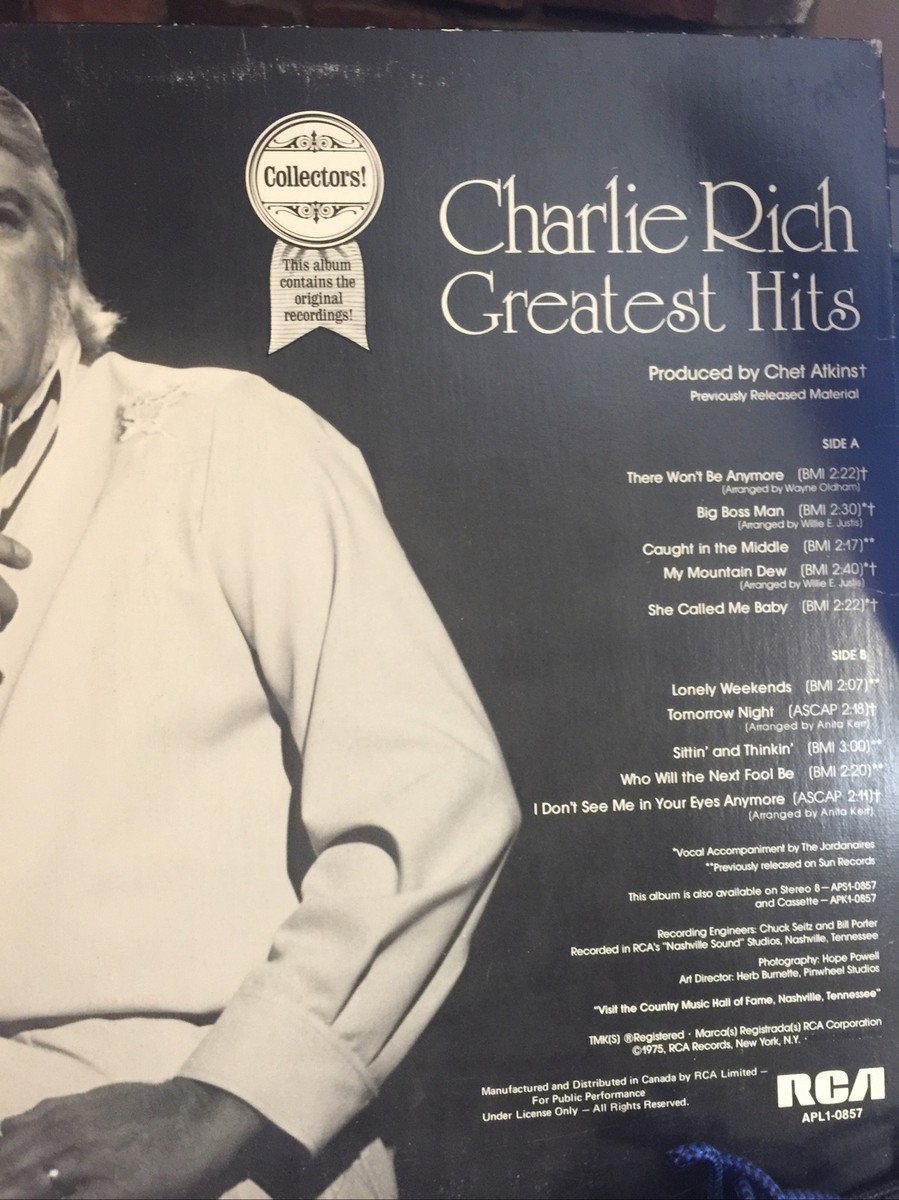 Collectors!
This album
contains the
original
recordings!
Charlie Rich
Greatest Hits
Produced by Chet Atkins†
Previously Released Material
SIDE A
There Won't Be Anymore (BMI 2:22)†
(Arranged by Wayne Oldham)
Big Boss Man (BMI 2:30)*†
(Arranged by Willie E. Justis)
Caught in the Middle (BMI 2:17)**
My Mountain Dew (BMI 2:40)*†
(Arranged by Willie E. Justis)
She Called Me Baby (BMI 2:22)*†
SIDE B
Lonely Weekends (BMI 2:07)**
Tomorrow Night (ASCAP 2:18)†
(Arranged by Anita Kerr)
Sittin' and Thinkin' (BMI 3:00)**
Who Will the Next Fool Be (BMI 2:20)**
I Don't See Me in Your Eyes Anymore (ASCAP 2:11)†
(Arranged by Anita Kerr)
*Vocal Accompaniment by The Jordanaires
**Previously released on Sun Records
This album is also available on Stereo 8—APS1-0857
and Cassette—APK1-0857
Recording Engineers: Chuck Seitz and Bill Porter
Recorded in RCA's "Nashville Sound" Studios, Nashville, Tennessee
Photography: Hope Powell
Art Director: Herb Burnette, Pinwheel Studios
"Visit the Country Music Hall of Fame, Nashville, Tennessee"
TMK(S) ®Registered • Marca(s) Registrada(s) RCA Corporation
©1975, RCA Records, New York, N.Y.
Manufactured and Distributed in Canada by RCA Limited —
For Public Performance
Under License Only — All Rights Reserved.
RCA
APL1-0857